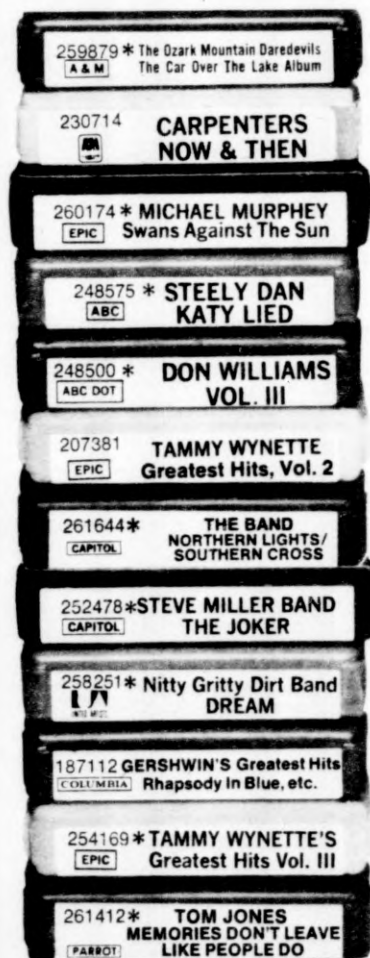 259879* The Ozark Mountain Daredevils
A & M The Car Over The Lake Album
230714 CARPENTERS
A&M NOW & THEN
260174* MICHAEL MURPHEY
EPIC Swans Against The Sun
248575 * STEELY DAN
ABC KATY LIED
248500 * DON WILLIAMS
ABC DOT VOL. III
207381 TAMMY WYNETTE
EPIC Greatest Hits, Vol. 2
261644* THE BAND
CAPITOL NORTHERN LIGHTS/
SOUTHERN CROSS
252478*STEVE MILLER BAND
CAPITOL THE JOKER
258251* Nitty Gritty Dirt Band
DREAM
187112 GERSHWIN'S Greatest Hits
COLUMBIA Rhapsody In Blue, etc.
254169* TAMMY WYNETTE'S
EPIC Greatest Hits Vol. III
261412* TOM JONES
MEMORIES DON'T LEAVE
PARROT LIKE PEOPLE DO